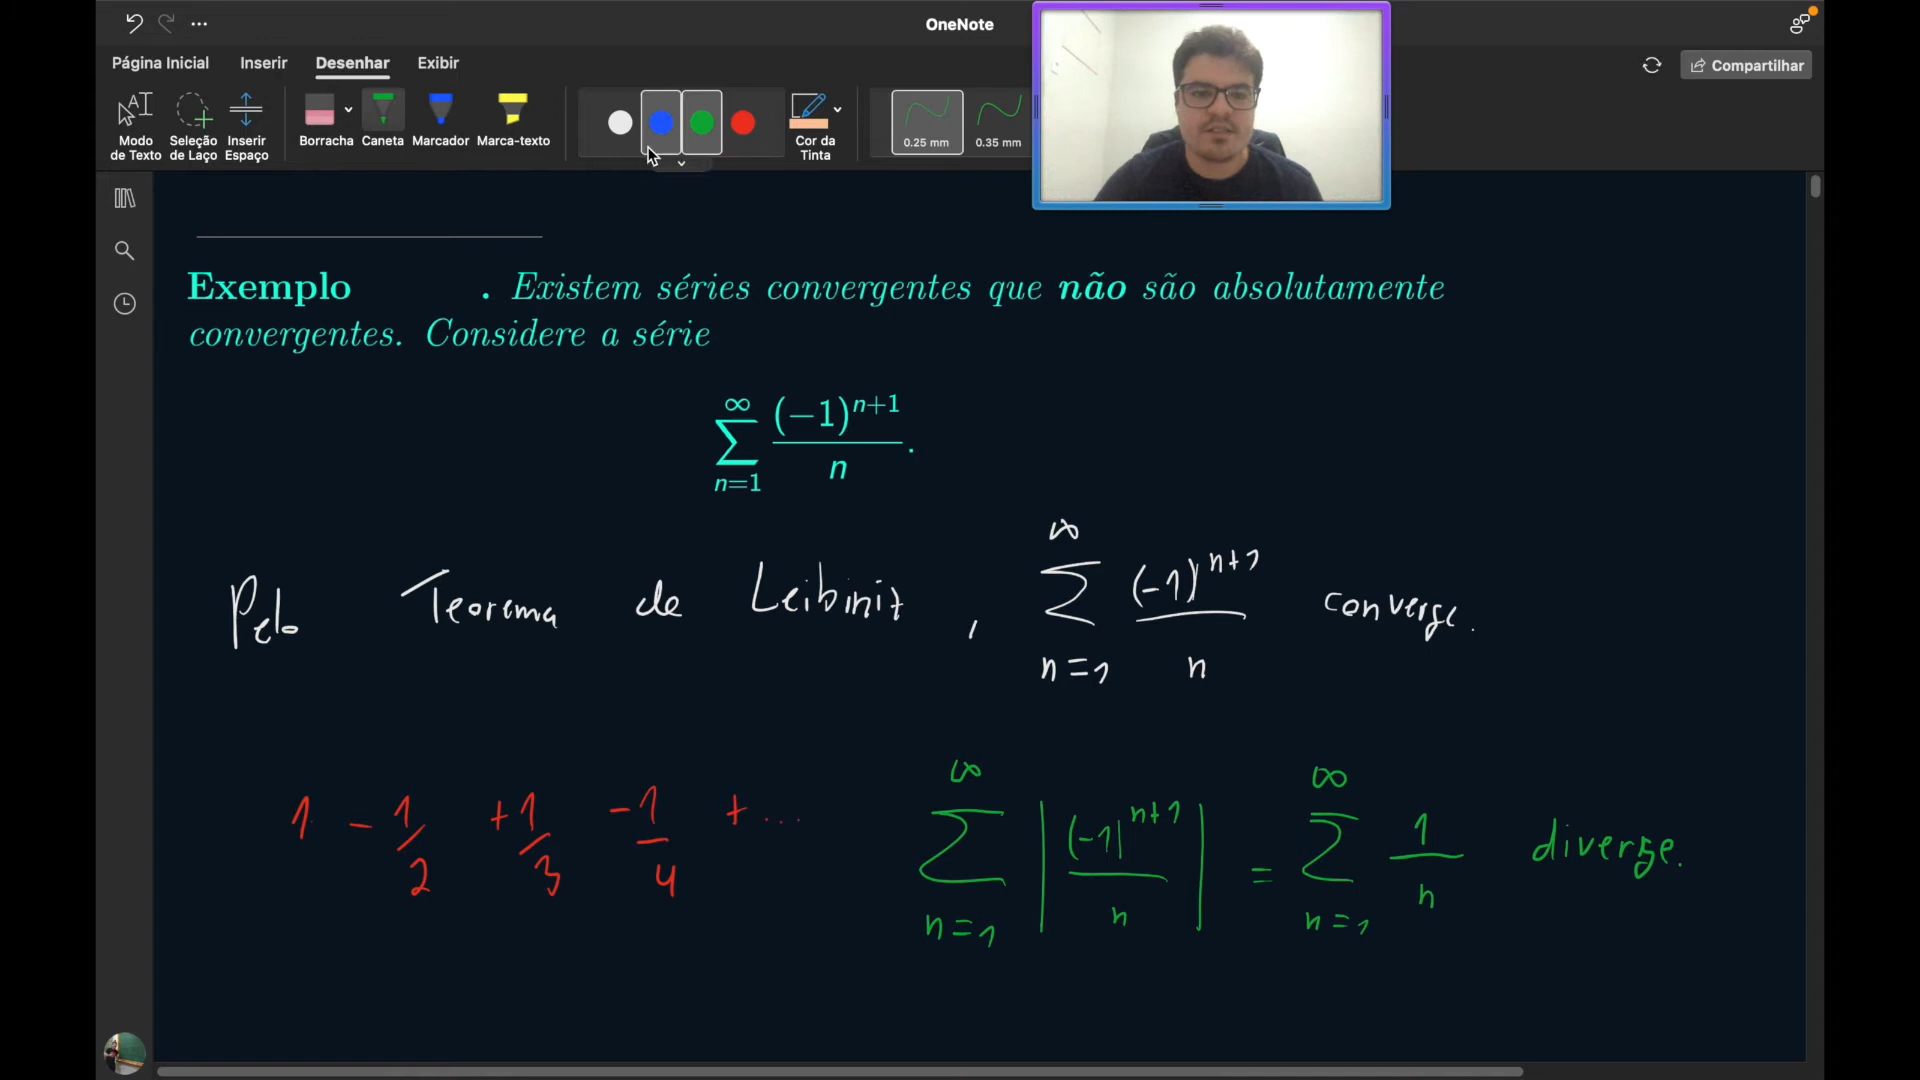 OneNote
Página Inicial Inserir Desenhar Exibir
Compartilhar
Modo de Texto
Seleção de Laço
Inserir Espaço
Borracha
Caneta
Marcador
Marca-texto
Cor da Tinta
0.25 mm
0.35 mm
Exemplo . Existem séries convergentes que não são absolutamente
convergentes. Considere a série
∑_{n=1}^{∞} (−1)^{n+1}/n.
Pelo Teorema de Leibiniz, ∑_{n=1}^{∞} (-1)^{n+1}/n converge.
1 - 1/2 + 1/3 - 1/4 + ...
∑_{n=1}^{∞} |(-1|^{n+1}/n| = ∑_{n=1}^{∞} 1/n diverge.